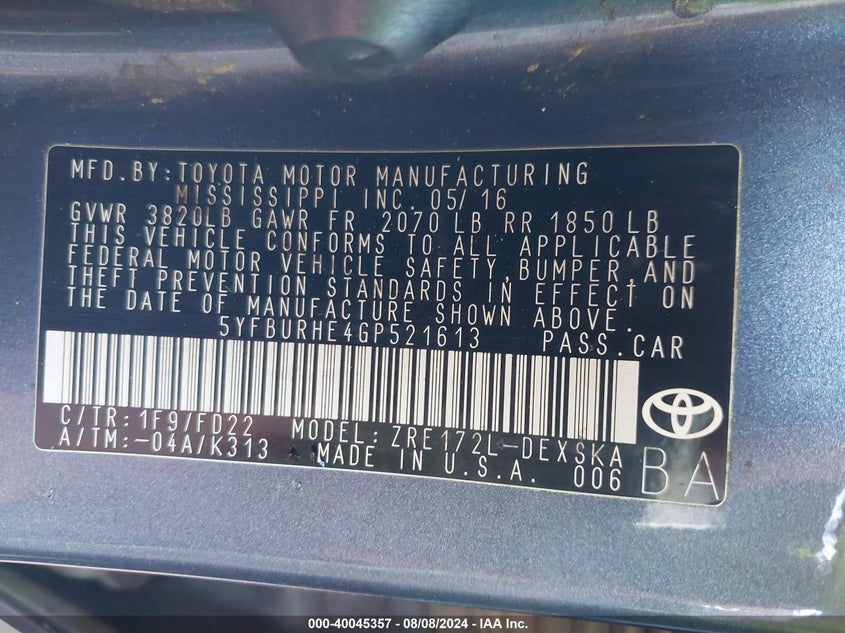 MFD.BY:TOYOTA MOTOR MANUFACTURING
MISSISSIPPI INC. 05/16
GVWR 3820LB GAWR FR 2070 LB RR 1850 LB
THIS VEHICLE CONFORMS TO ALL APPLICABLE
FEDERAL MOTOR VEHICLE SAFETY,BUMPER,AND
THEFT PREVENTION STANDARDS IN EFFECT ON
THE DATE OF MANUFACTURE SHOWN ABOVE.
5YFBURHE4GP521613 PASS.CAR
C/TR:1F9/FD22 MODEL:ZRE172L-DEXSKA
A/TM:-04A/K313 MADE IN U.S.A. 006 BA
000-40045357 - 08/08/2024 - IAA Inc.